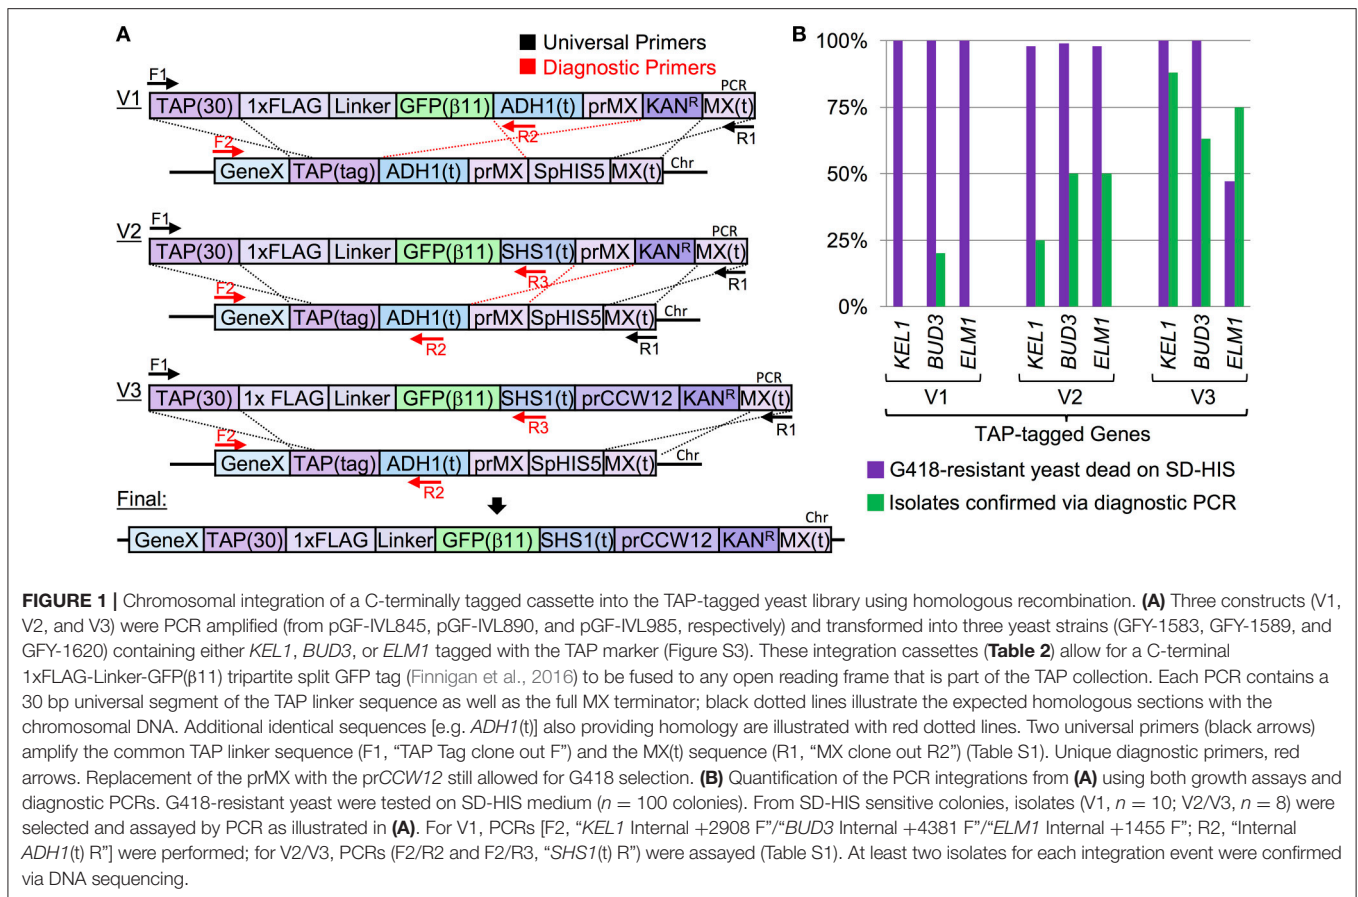 A
Universal Primers
Diagnostic Primers
F1
V1
PCR
TAP(30) 1xFLAG Linker GFP(β11) ADH1(t) prMX KANᴿ MX(t)
R2
R1
F2
Chr
GeneX TAP(tag) ADH1(t) prMX SpHIS5 MX(t)
F1
V2
PCR
TAP(30) 1xFLAG Linker GFP(β11) SHS1(t) prMX KANᴿ MX(t)
R3
R1
F2
Chr
GeneX TAP(tag) ADH1(t) prMX SpHIS5 MX(t)
R2
R1
F1
V3
PCR
TAP(30) 1x FLAG Linker GFP(β11) SHS1(t) prCCW12 KANᴿ MX(t)
R3
R1
F2
Chr
GeneX TAP(tag) ADH1(t) prMX SpHIS5 MX(t)
R2
Final:
Chr
GeneX TAP(30) 1xFLAG Linker GFP(β11) SHS1(t) prCCW12 KANᴿ MX(t)
B
100%
75%
50%
25%
0%
KEL1 BUD3 ELM1 KEL1 BUD3 ELM1 KEL1 BUD3 ELM1
V1 V2 V3
TAP-tagged Genes
G418-resistant yeast dead on SD-HIS
Isolates confirmed via diagnostic PCR
FIGURE 1 | Chromosomal integration of a C-terminally tagged cassette into the TAP-tagged yeast library using homologous recombination. (A) Three constructs (V1,
V2, and V3) were PCR amplified (from pGF-IVL845, pGF-IVL890, and pGF-IVL985, respectively) and transformed into three yeast strains (GFY-1583, GFY-1589, and
GFY-1620) containing either KEL1, BUD3, or ELM1 tagged with the TAP marker (Figure S3). These integration cassettes (Table 2) allow for a C-terminal
1xFLAG-Linker-GFP(β11) tripartite split GFP tag (Finnigan et al., 2016) to be fused to any open reading frame that is part of the TAP collection. Each PCR contains a
30 bp universal segment of the TAP linker sequence as well as the full MX terminator; black dotted lines illustrate the expected homologous sections with the
chromosomal DNA. Additional identical sequences [e.g. ADH1(t)] also providing homology are illustrated with red dotted lines. Two universal primers (black arrows)
amplify the common TAP linker sequence (F1, “TAP Tag clone out F”) and the MX(t) sequence (R1, “MX clone out R2”) (Table S1). Unique diagnostic primers, red
arrows. Replacement of the prMX with the prCCW12 still allowed for G418 selection. (B) Quantification of the PCR integrations from (A) using both growth assays and
diagnostic PCRs. G418-resistant yeast were tested on SD-HIS medium (n = 100 colonies). From SD-HIS sensitive colonies, isolates (V1, n = 10; V2/V3, n = 8) were
selected and assayed by PCR as illustrated in (A). For V1, PCRs [F2, “KEL1 Internal +2908 F”/“BUD3 Internal +4381 F”/“ELM1 Internal +1455 F”; R2, “Internal
ADH1(t) R”] were performed; for V2/V3, PCRs (F2/R2 and F2/R3, “SHS1(t) R”) were assayed (Table S1). At least two isolates for each integration event were confirmed
via DNA sequencing.